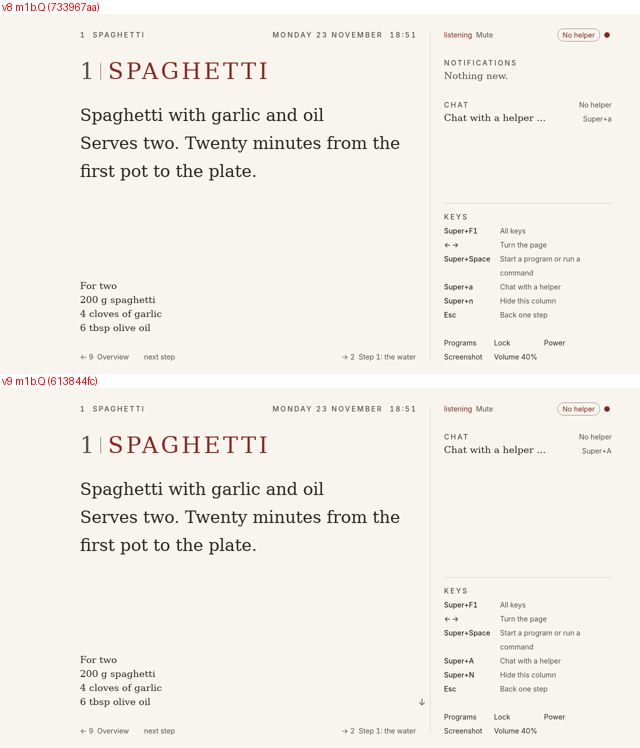 v8 m1b.Q (733967aa)
1 SPAGHETTI
MONDAY 23 NOVEMBER 18:51
1 SPAGHETTI
Spaghetti with garlic and oil
Serves two. Twenty minutes from the
first pot to the plate.
For two
200 g spaghetti
4 cloves of garlic
6 tbsp olive oil
← 9 Overview next step
→ 2 Step 1: the water
listening Mute No helper
NOTIFICATIONS
Nothing new.
CHAT No helper
Chat with a helper ... Super+a
KEYS
Super+F1 All keys
← → Turn the page
Super+Space Start a program or run a
command
Super+a Chat with a helper
Super+n Hide this column
Esc Back one step
Programs Lock Power
Screenshot Volume 40%
v9 m1b.Q (613844fc)
1 SPAGHETTI
MONDAY 23 NOVEMBER 18:51
1 SPAGHETTI
Spaghetti with garlic and oil
Serves two. Twenty minutes from the
first pot to the plate.
For two
200 g spaghetti
4 cloves of garlic
6 tbsp olive oil
↓
← 9 Overview next step
→ 2 Step 1: the water
listening Mute No helper
CHAT No helper
Chat with a helper ... Super+A
KEYS
Super+F1 All keys
← → Turn the page
Super+Space Start a program or run a
command
Super+A Chat with a helper
Super+N Hide this column
Esc Back one step
Programs Lock Power
Screenshot Volume 40%